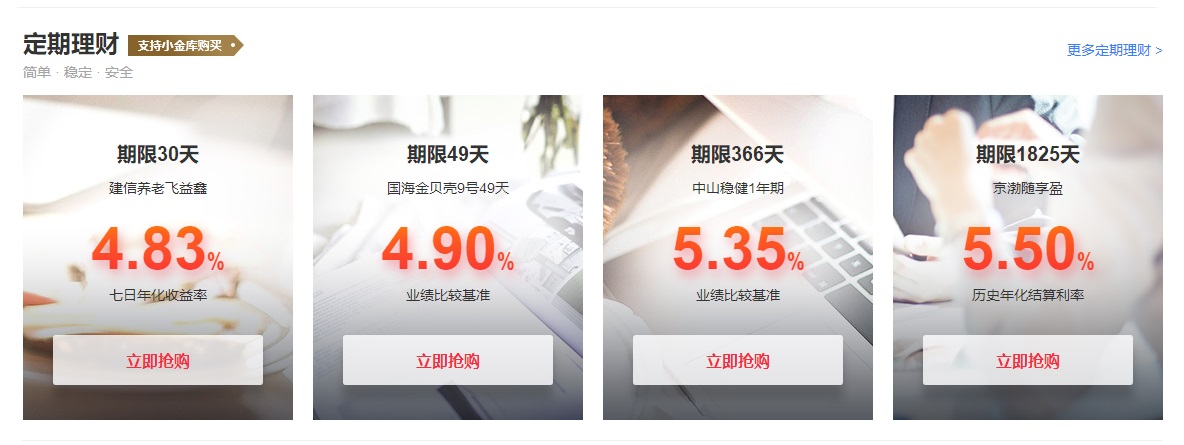 定期理财 支持小金库购买
更多定期理财 >
简单 · 稳定 · 安全
期限30天
建信养老飞益鑫
4.83%
七日年化收益率
立即抢购
期限49天
国海金贝壳9号49天
4.90%
业绩比较基准
立即抢购
期限366天
中山稳健1年期
5.35%
业绩比较基准
立即抢购
期限1825天
京渤随享盈
5.50%
历史年化结算利率
立即抢购